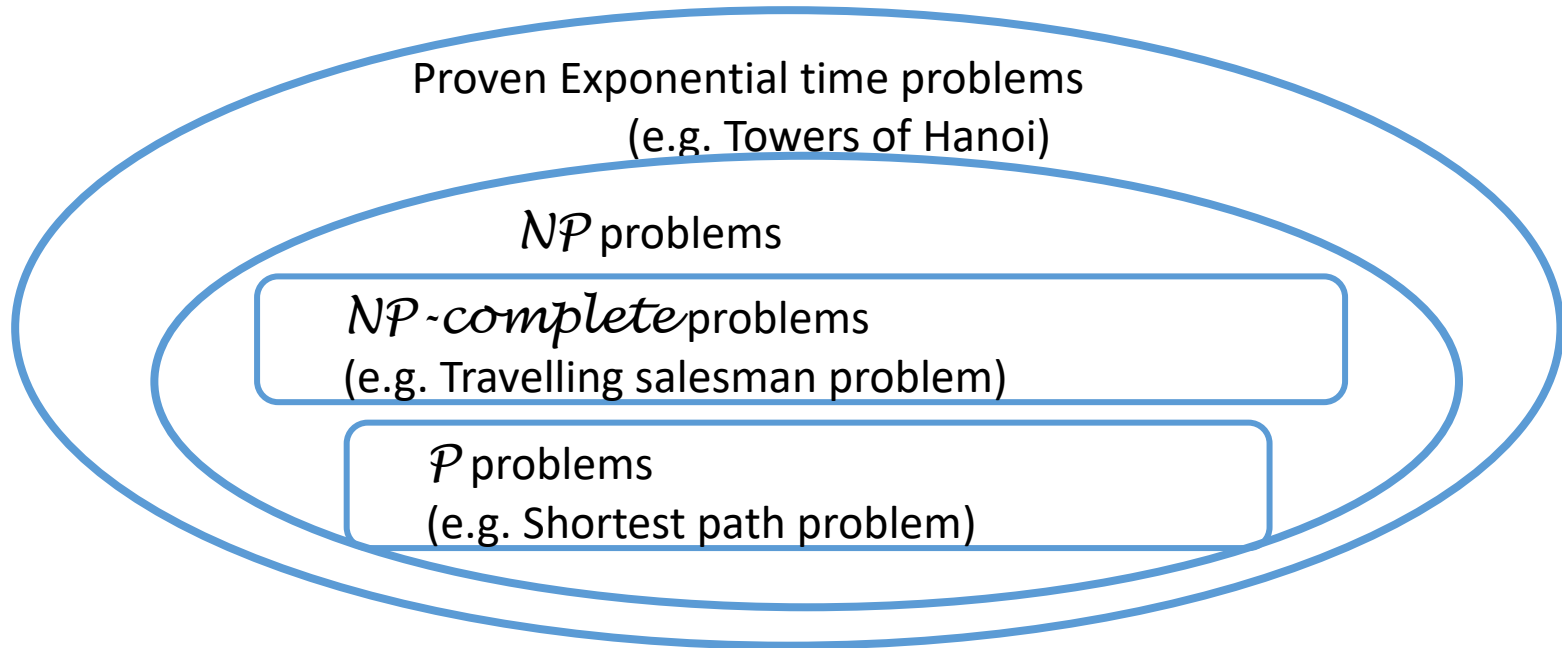 Proven Exponential time problems
(e.g. Towers of Hanoi)
NP problems
NP-complete problems
(e.g. Travelling salesman problem)
P problems
(e.g. Shortest path problem)